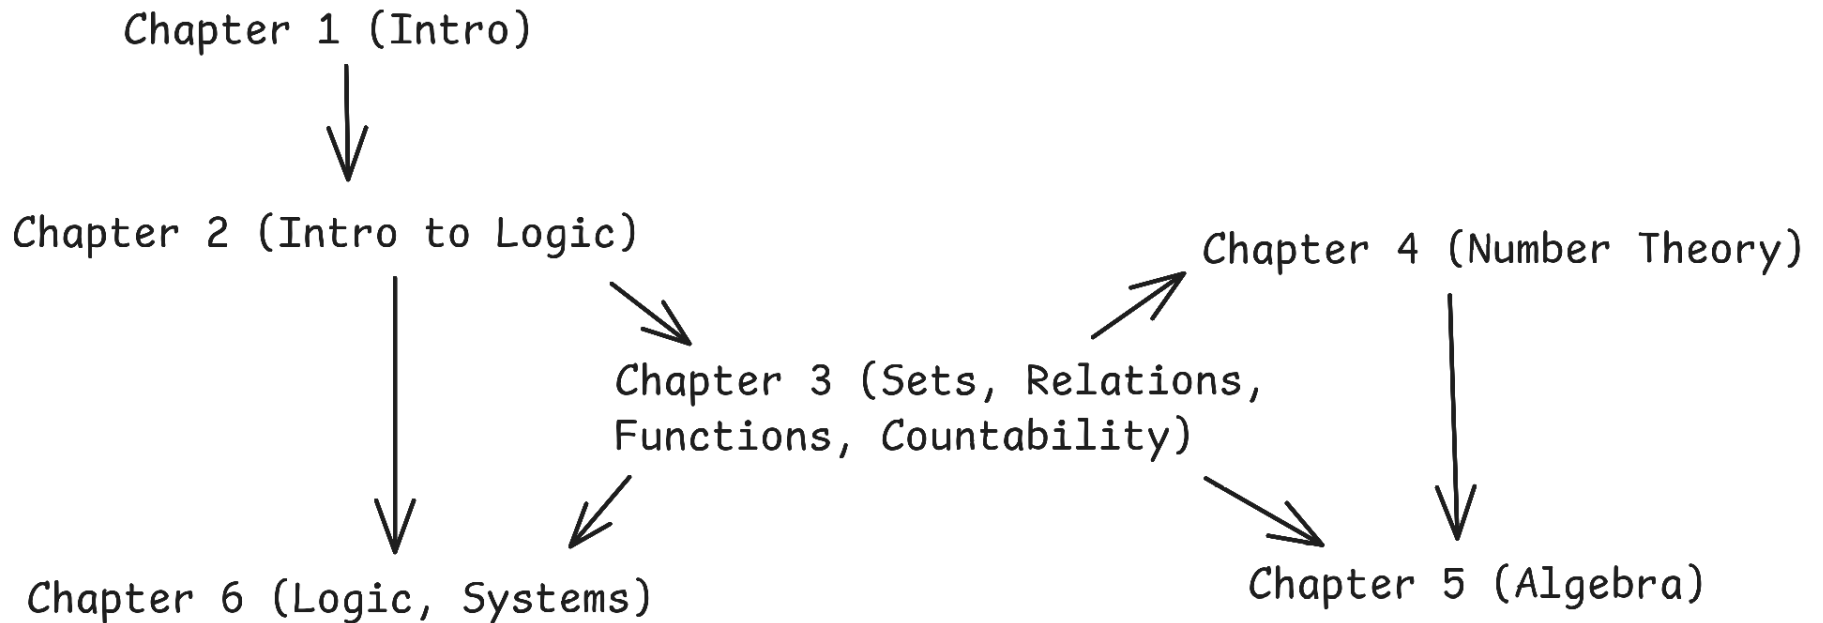 Chapter 1 (Intro)
Chapter 2 (Intro to Logic)
Chapter 4 (Number Theory)
Chapter 3 (Sets, Relations,
Functions, Countability)
Chapter 6 (Logic, Systems)
Chapter 5 (Algebra)